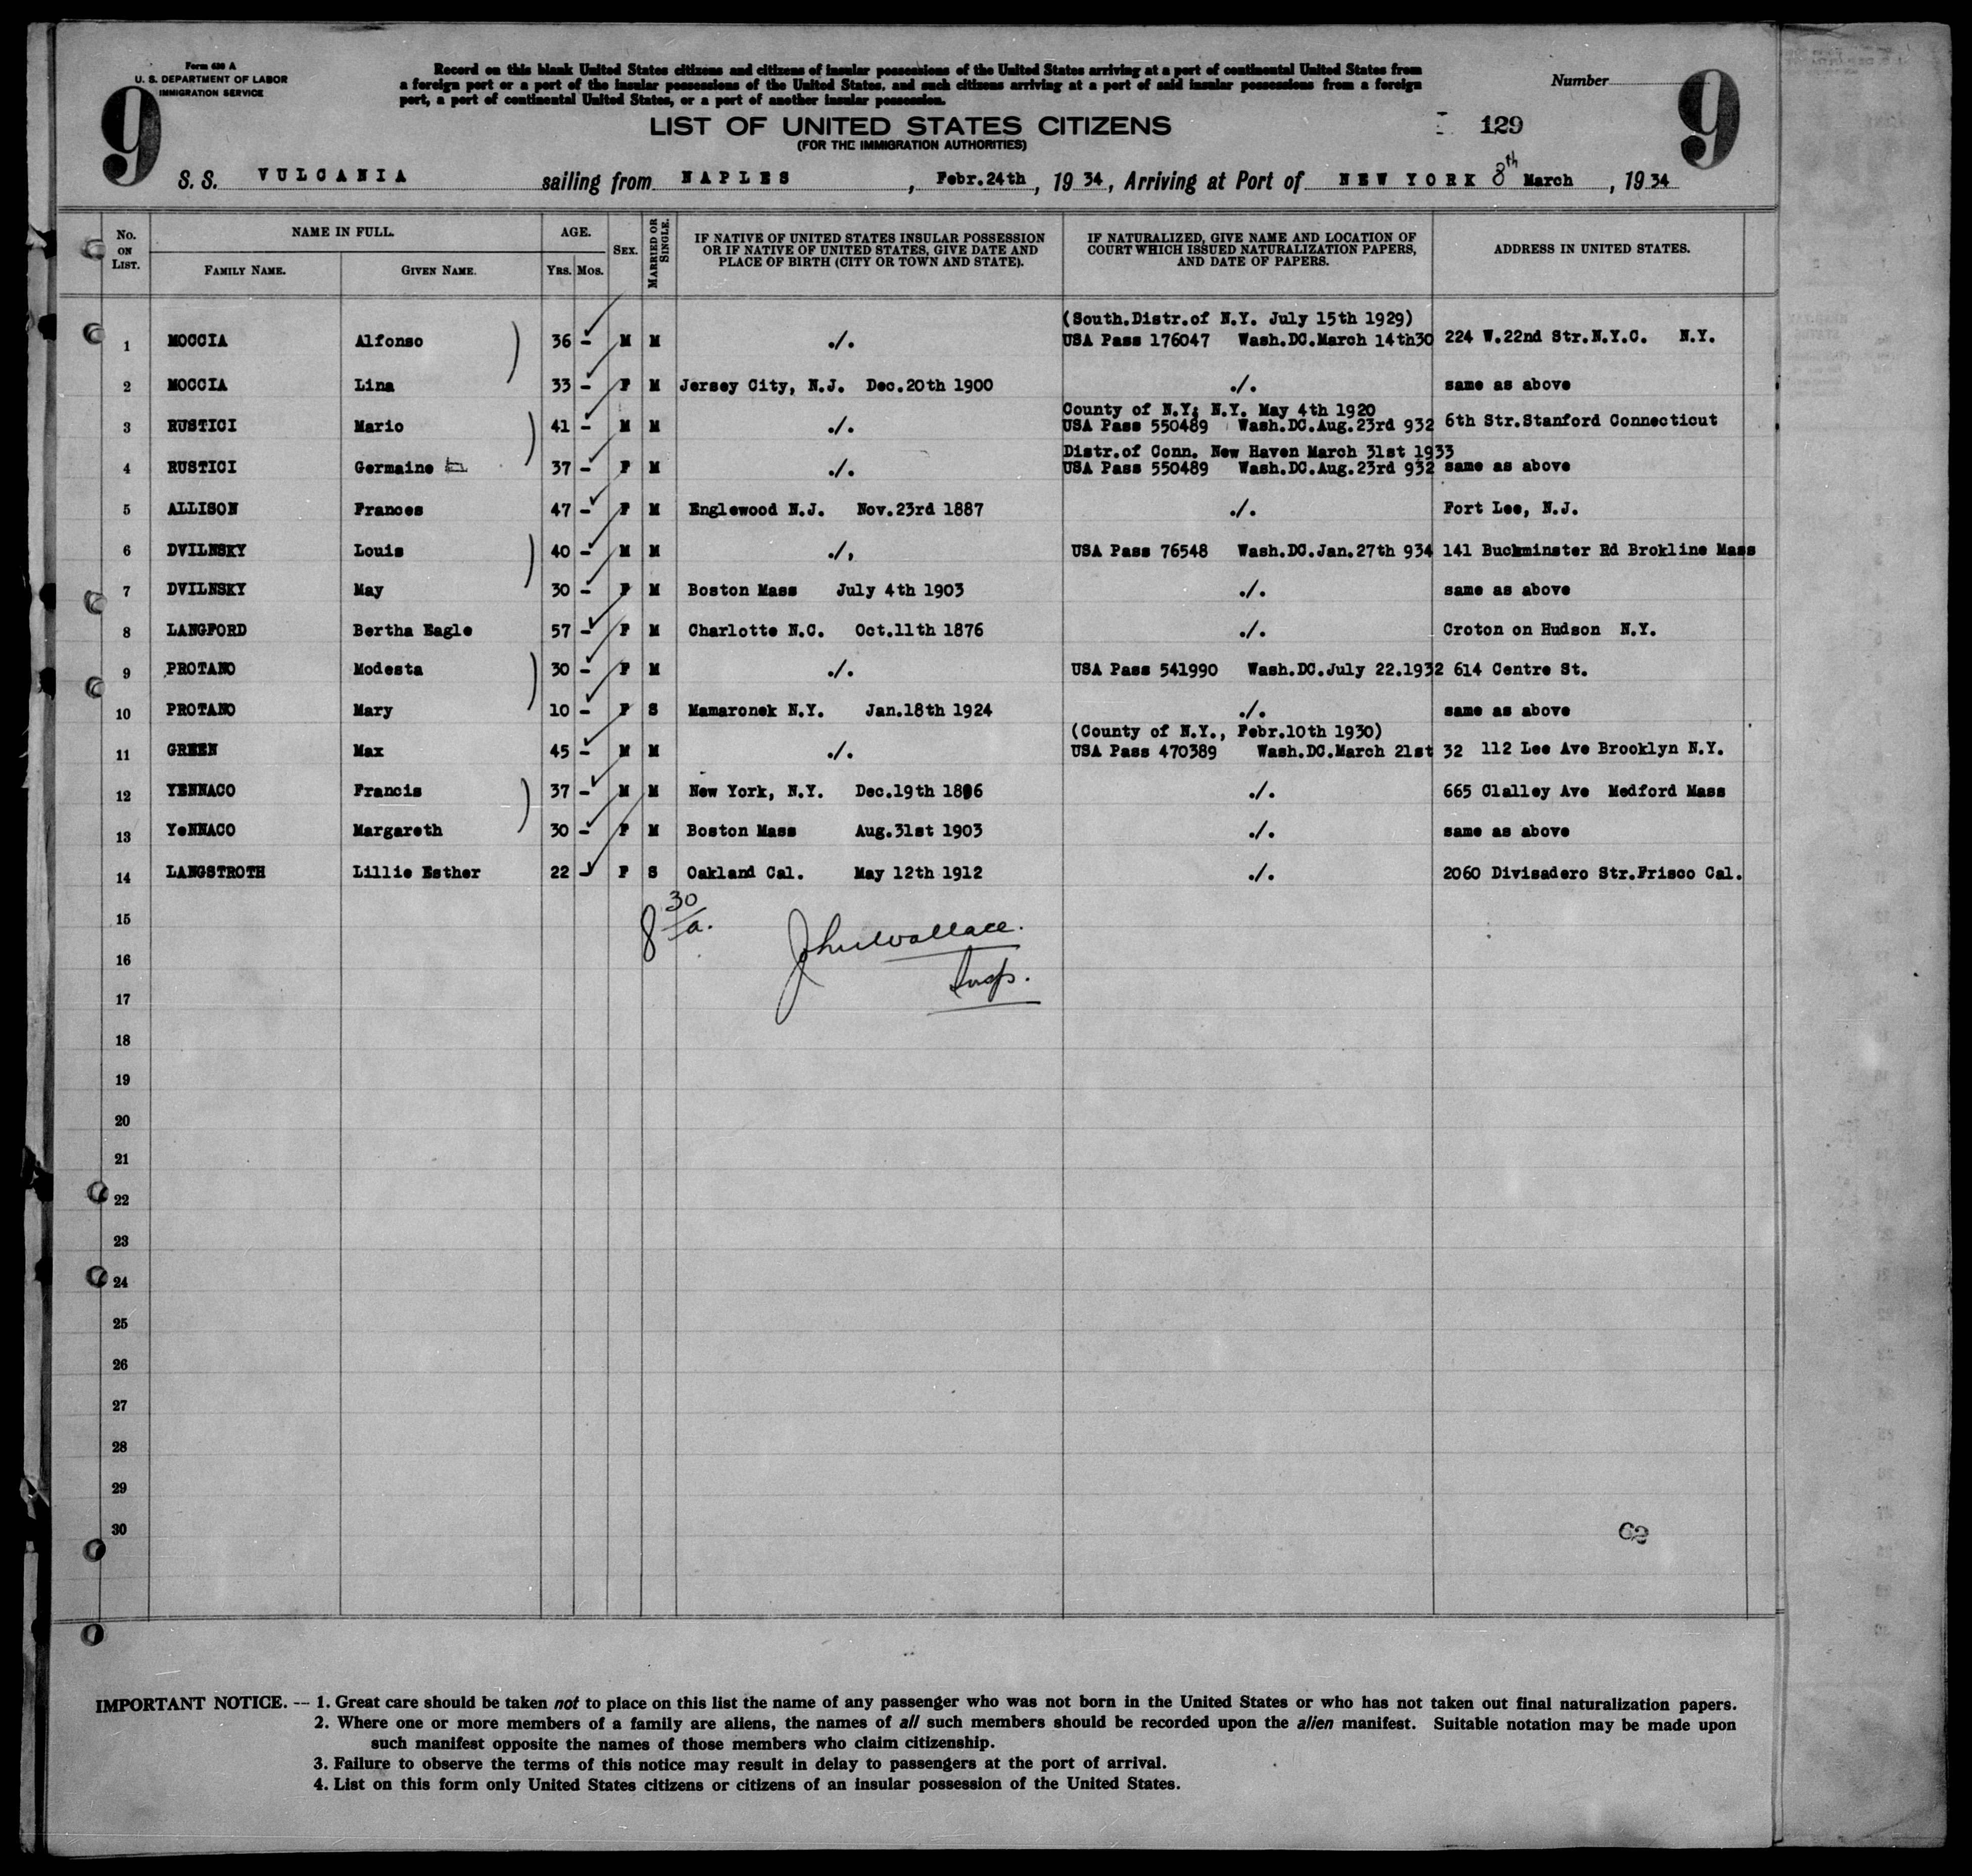 Form 630 A
U. S. DEPARTMENT OF LABOR
IMMIGRATION SERVICE
9
Record on this blank United States citizens and citizens of insular possessions of the United States arriving at a port of continental United States from
a foreign port or a port of the insular possessions of the United States, and such citizens arriving at a port of said insular possessions from a foreign
port, a port of continental United States, or a port of another insular possession.
Number
9
LIST OF UNITED STATES CITIZENS
(FOR THE IMMIGRATION AUTHORITIES)
129
S. S. VULCANIA sailing from NAPLES, Febr.24th, 1934, Arriving at Port of NEW YORK 8th March, 1934
No. ON LIST. NAME IN FULL. AGE. SEX. MARRIED OR SINGLE. IF NATIVE OF UNITED STATES INSULAR POSSESSION OR IF NATIVE OF UNITED STATES, GIVE DATE AND PLACE OF BIRTH (CITY OR TOWN AND STATE). IF NATURALIZED, GIVE NAME AND LOCATION OF COURT WHICH ISSUED NATURALIZATION PAPERS, AND DATE OF PAPERS. ADDRESS IN UNITED STATES.
FAMILY NAME. GIVEN NAME. YRS. MOS.
(South.Distr.of N.Y. July 15th 1929)
1 MOCCIA Alfonso 36 - M M ./. USA Pass 176047 Wash.DC.March 14th30 224 W.22nd Str.N.Y.C. N.Y.
2 MOCCIA Lina 33 - F M Jersey City, N.J. Dec.20th 1900 ./. same as above
County of N.Y; N.Y. May 4th 1920
3 RUSTICI Mario 41 - M M ./. USA Pass 550489 Wash.DC.Aug.23rd 932 6th Str.Stanford Connecticut
Distr.of Conn. New Haven March 31st 1933
4 RUSTICI Germaine 37 - F M ./. USA Pass 550489 Wash.DC.Aug.23rd 932 same as above
5 ALLISON Frances 47 - F M Englewood N.J. Nov.23rd 1887 ./. Fort Lee, N.J.
6 DVILNSKY Louis 40 - M M ./, USA Pass 76548 Wash.DC.Jan.27th 934 141 Buckminster Rd Brokline Mass
7 DVILNSKY May 30 - F M Boston Mass July 4th 1903 ./. same as above
8 LANGFORD Bertha Eagle 57 - F M Charlotte N.C. Oct.11th 1876 ./. Croton on Hudson N.Y.
9 PROTANO Modesta 30 - F M ./. USA Pass 541990 Wash.DC.July 22.1932 614 Centre St.
10 PROTANO Mary 10 - F S Mamaronek N.Y. Jan.18th 1924 ./. same as above
(County of N.Y., Febr.10th 1930)
11 GREEN Max 45 - M M ./. USA Pass 470389 Wash.DC.March 21st 32 112 Lee Ave Brooklyn N.Y.
12 YENNACO Francis 37 - M M New York, N.Y. Dec.19th 1896 ./. 665 Clalley Ave Medford Mass
13 YeNNACO Margareth 30 - F M Boston Mass Aug.31st 1903 ./. same as above
14 LANGSTROTH Lillie Esther 22 - F S Oakland Cal. May 12th 1912 ./. 2060 Divisadero Str.Frisco Cal.
15 8 30/a. John Wallace.
16 Insp.
17
18
19
20
21
22
23
24
25
26
27
28
29
30
IMPORTANT NOTICE. -- 1. Great care should be taken not to place on this list the name of any passenger who was not born in the United States or who has not taken out final naturalization papers.
2. Where one or more members of a family are aliens, the names of all such members should be recorded upon the alien manifest. Suitable notation may be made upon
such manifest opposite the names of those members who claim citizenship.
3. Failure to observe the terms of this notice may result in delay to passengers at the port of arrival.
4. List on this form only United States citizens or citizens of an insular possession of the United States.